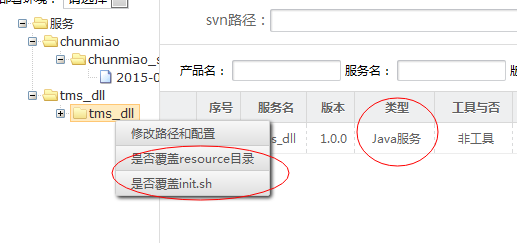 请选择
服务
svn路径：
chunmiao
chunmiao_s
2015-0
产品名：
服务名：
tms_dll
tms_dll
序号
服务名
版本
类型
工具与否
修改路径和配置
s_dll
1.0.0
Java服务
非工具
是否覆盖resource目录
是否覆盖init.sh